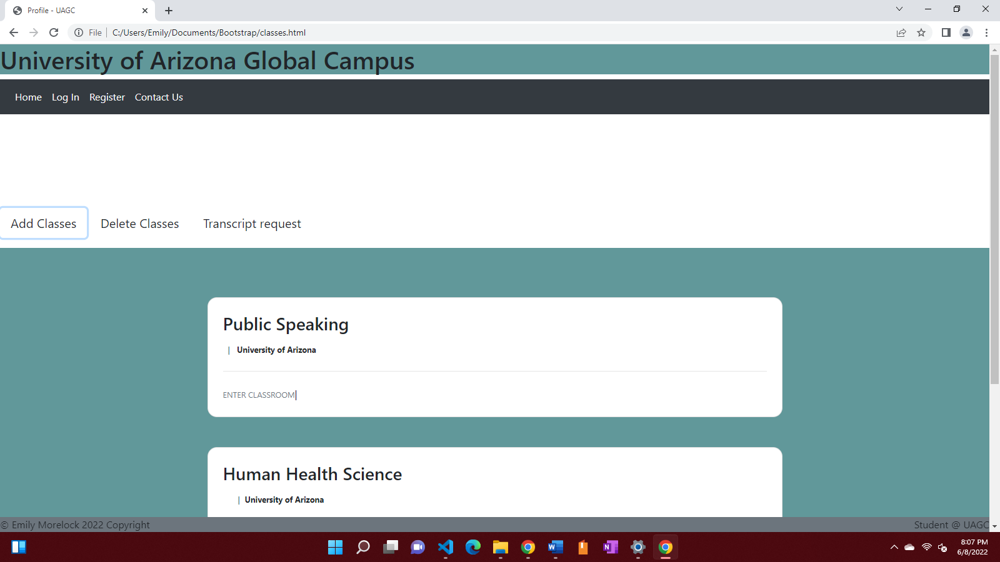 Profile - UAGC
File | C:/Users/Emily/Documents/Bootstrap/classes.html
University of Arizona Global Campus
Home Log In Register Contact Us
Add Classes Delete Classes Transcript request
Public Speaking
| University of Arizona
ENTER CLASSROOM
Human Health Science
| University of Arizona
© Emily Morelock 2022 Copyright Student @ UAGC
8:07 PM
6/8/2022